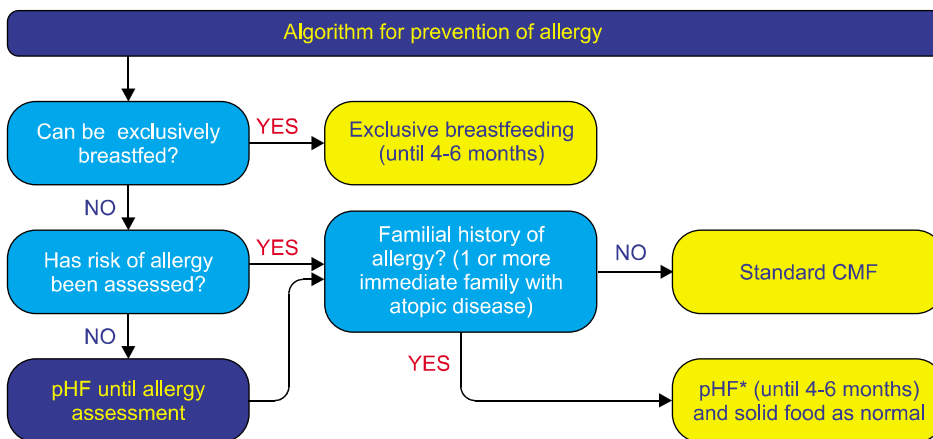 Algorithm for prevention of allergy
Can be exclusively
breastfed?
YES
Exclusive breastfeeding
(until 4-6 months)
NO
Has risk of allergy
been assessed?
YES
Familial history of
allergy? (1 or more
immediate family with
atopic disease)
NO
Standard CMF
NO
pHF until allergy
assessment
YES
pHF* (until 4-6 months)
and solid food as normal